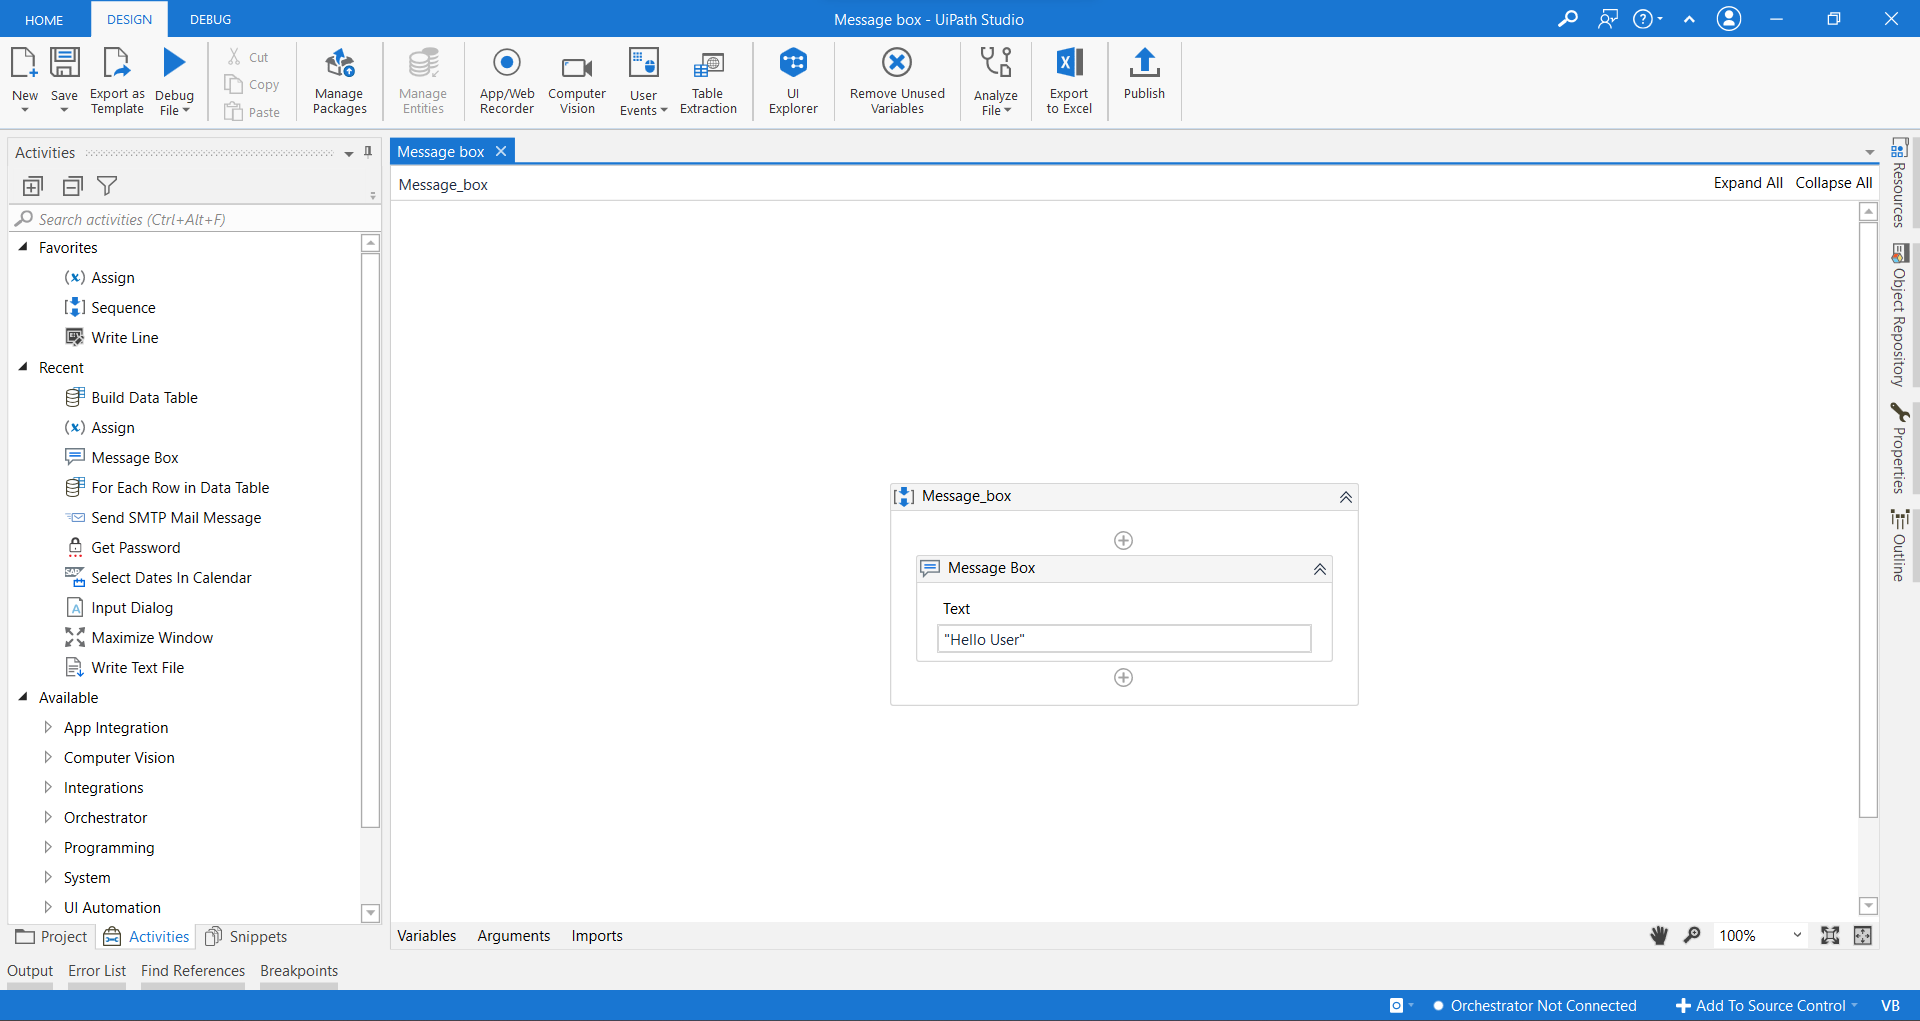 HOME
DESIGN
DEBUG
Message box - UiPath Studio
New
Save
Export as
Template
Debug
File
Cut
Copy
Paste
Manage
Packages
Manage
Entities
App/Web
Recorder
Computer
Vision
User
Events
Table
Extraction
UI
Explorer
Remove Unused
Variables
Analyze
File
Export
to Excel
Publish
Activities
Search activities (Ctrl+Alt+F)
Favorites
Assign
Sequence
Write Line
Recent
Build Data Table
Assign
Message Box
For Each Row in Data Table
Send SMTP Mail Message
Get Password
Select Dates In Calendar
Input Dialog
Maximize Window
Write Text File
Available
App Integration
Computer Vision
Integrations
Orchestrator
Programming
System
UI Automation
Project
Activities
Snippets
Message box
Message_box
Expand All
Collapse All
Message_box
Message Box
Text
"Hello User"
Variables
Arguments
Imports
100%
Resources
Object Repository
Properties
Outline
Output
Error List
Find References
Breakpoints
Orchestrator Not Connected
Add To Source Control
VB